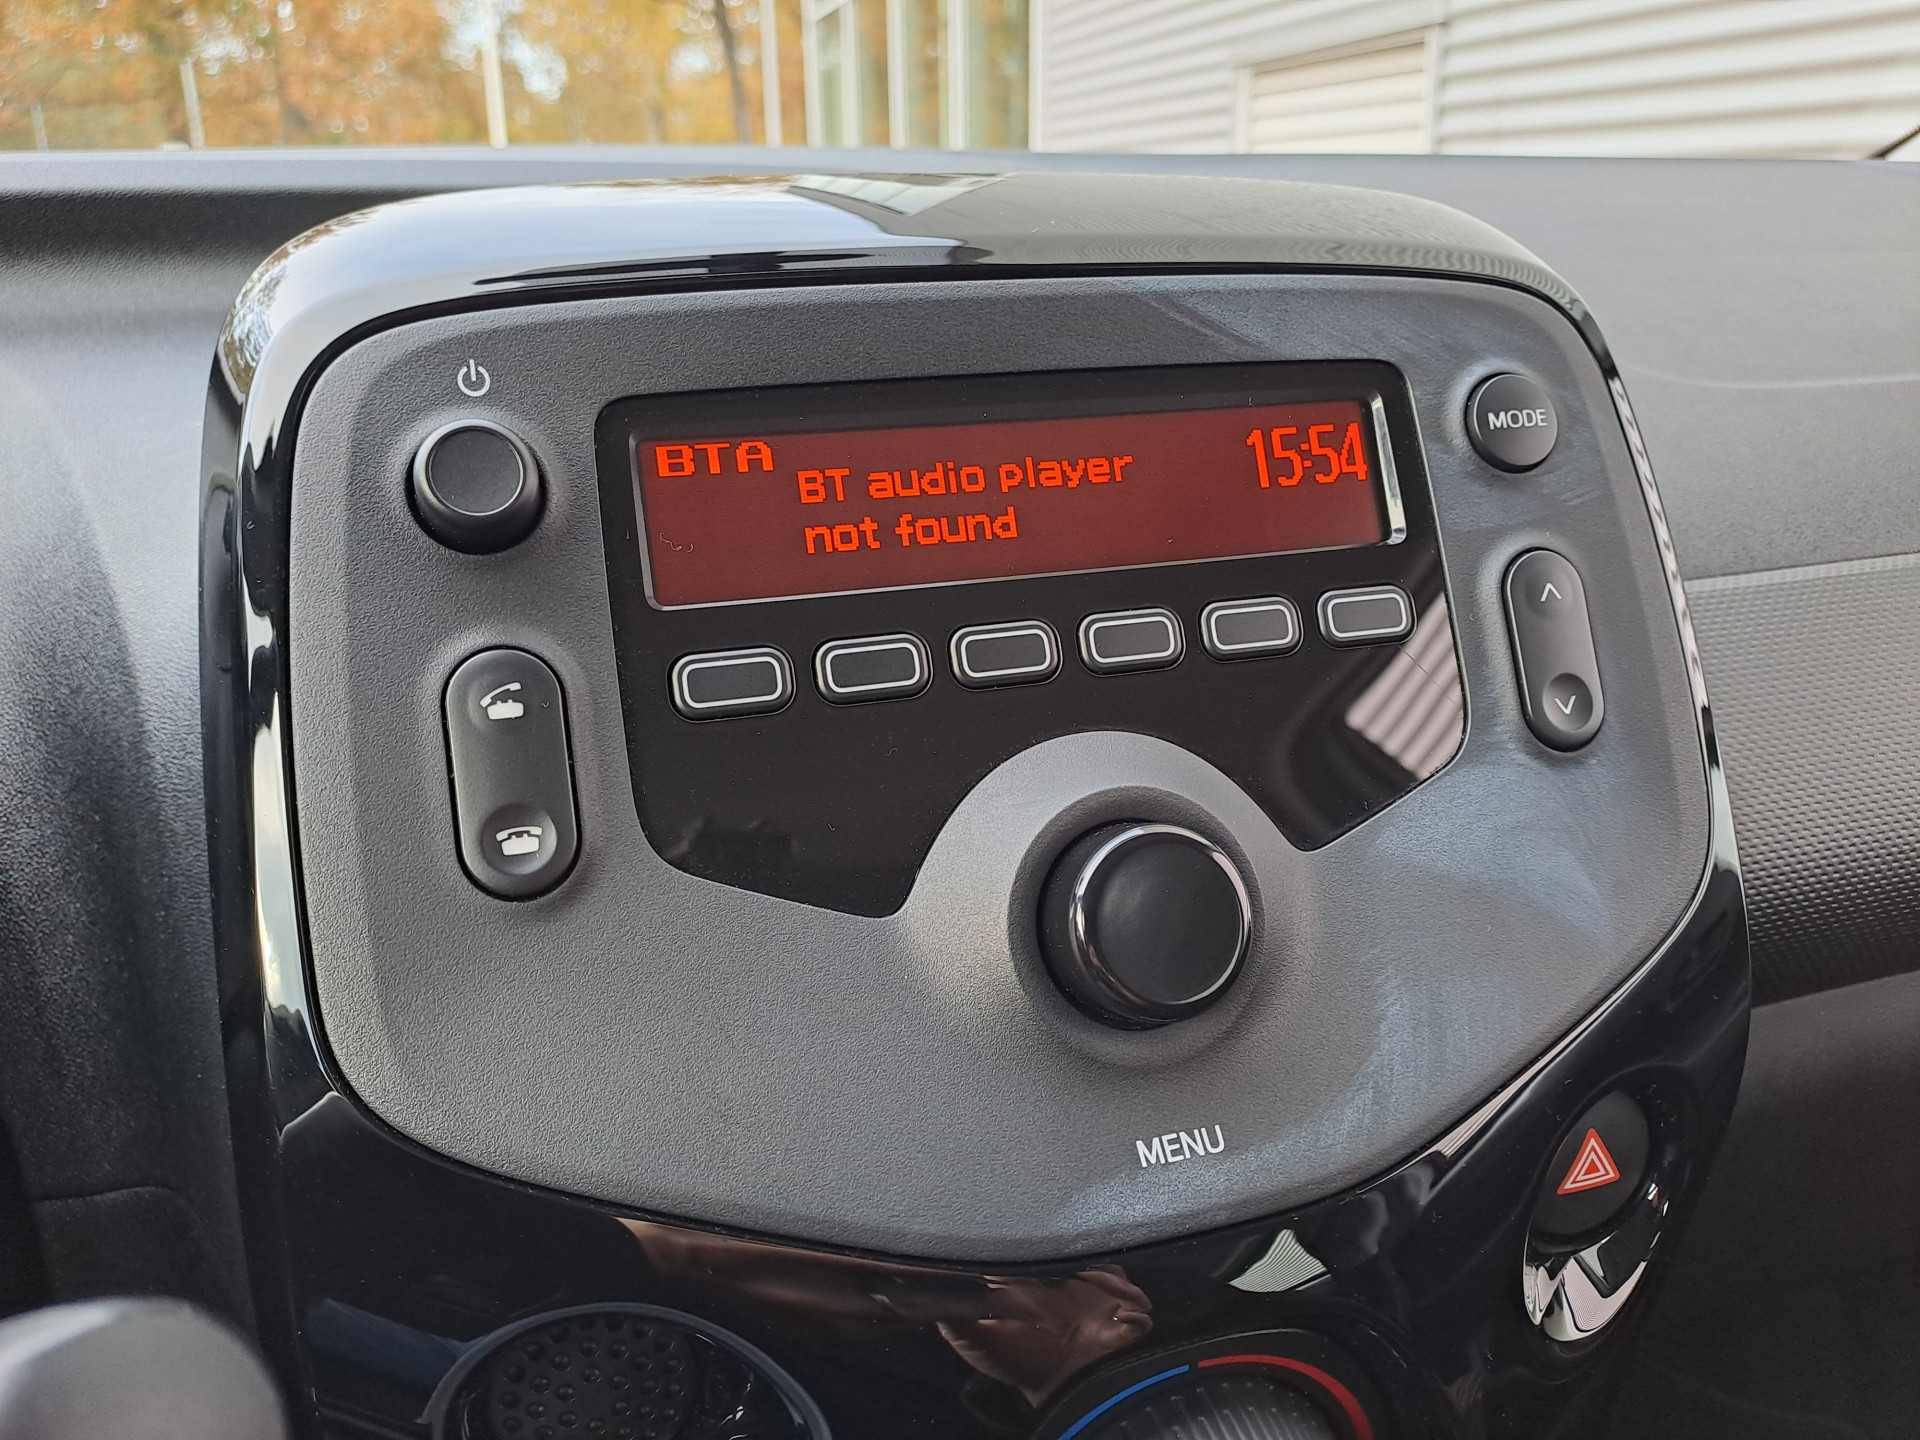 BTA
BT audio player
not found
15:54
MODE
MENU